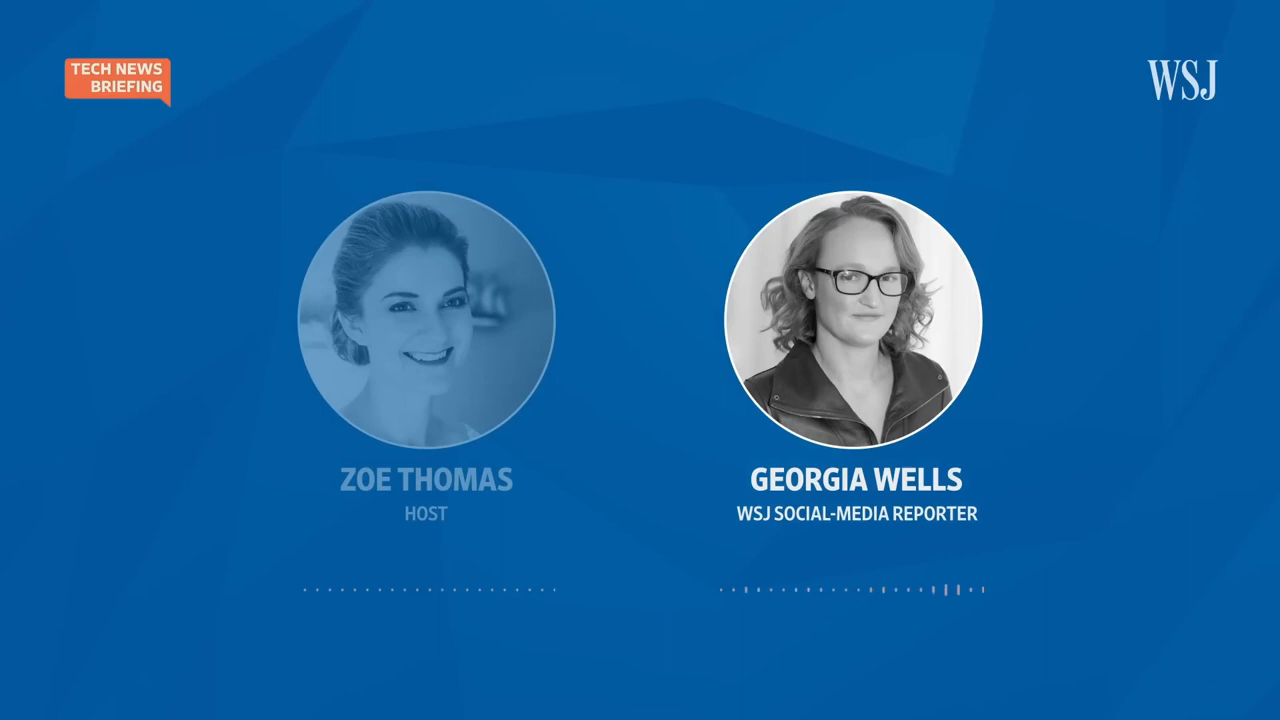 TECH NEWS
BRIEFING
WSJ
ZOE THOMAS
HOST
GEORGIA WELLS
WSJ SOCIAL-MEDIA REPORTER